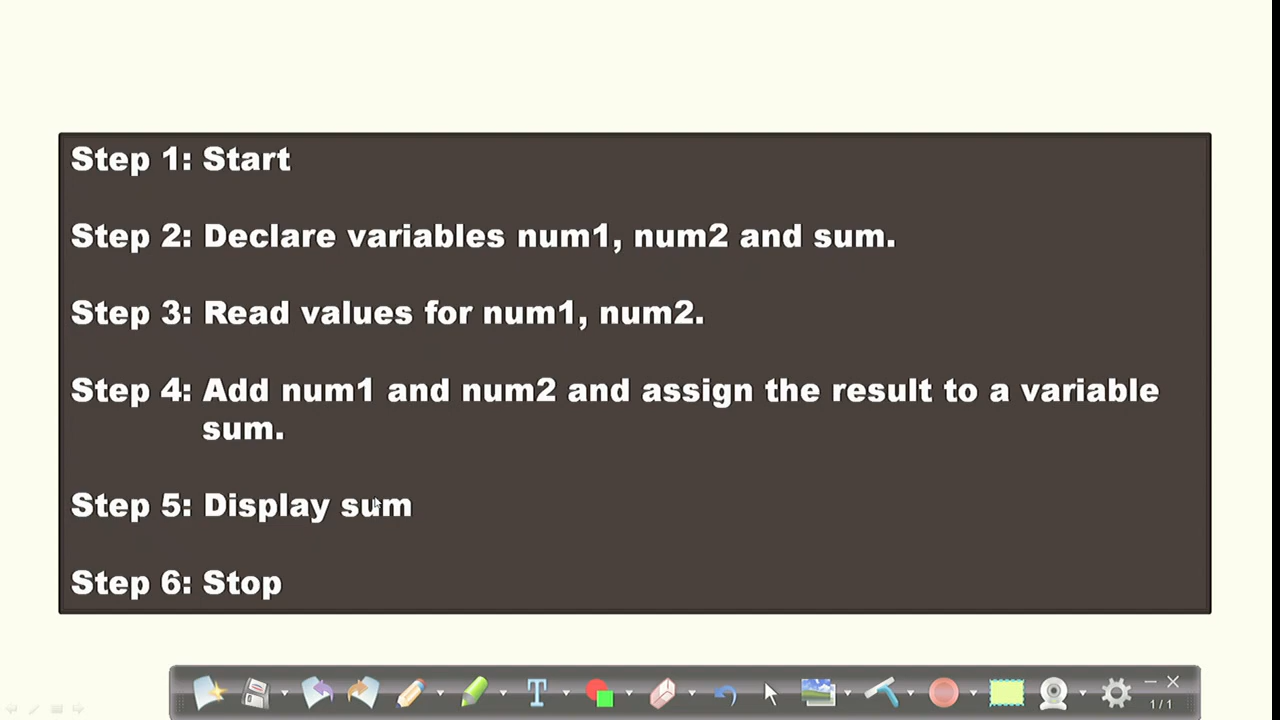 Step 1: Start
Step 2: Declare variables num1, num2 and sum.
Step 3: Read values for num1, num2.
Step 4: Add num1 and num2 and assign the result to a variable
sum.
Step 5: Display sum
Step 6: Stop
T
1/1